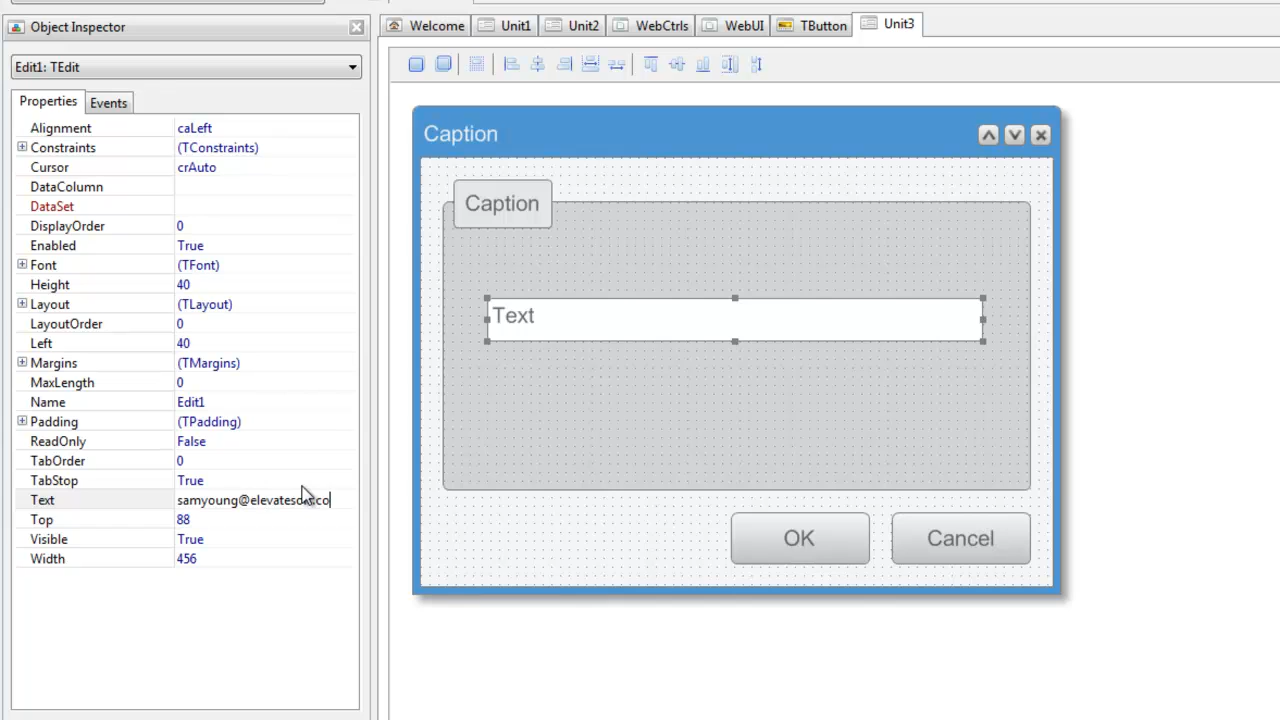 Object Inspector
Welcome
Unit1
Unit2
WebCtrls
WebUI
TButton
Unit3
Edit1: TEdit
Properties
Events
Alignment caLeft
Constraints (TConstraints)
Cursor crAuto
DataColumn
DataSet
DisplayOrder 0
Enabled True
Font (TFont)
Height 40
Layout (TLayout)
LayoutOrder 0
Left 40
Margins (TMargins)
MaxLength 0
Name Edit1
Padding (TPadding)
ReadOnly False
TabOrder 0
TabStop True
Text
Top 88
Visible True
Width 456
Caption
Caption
Text
OK
Cancel